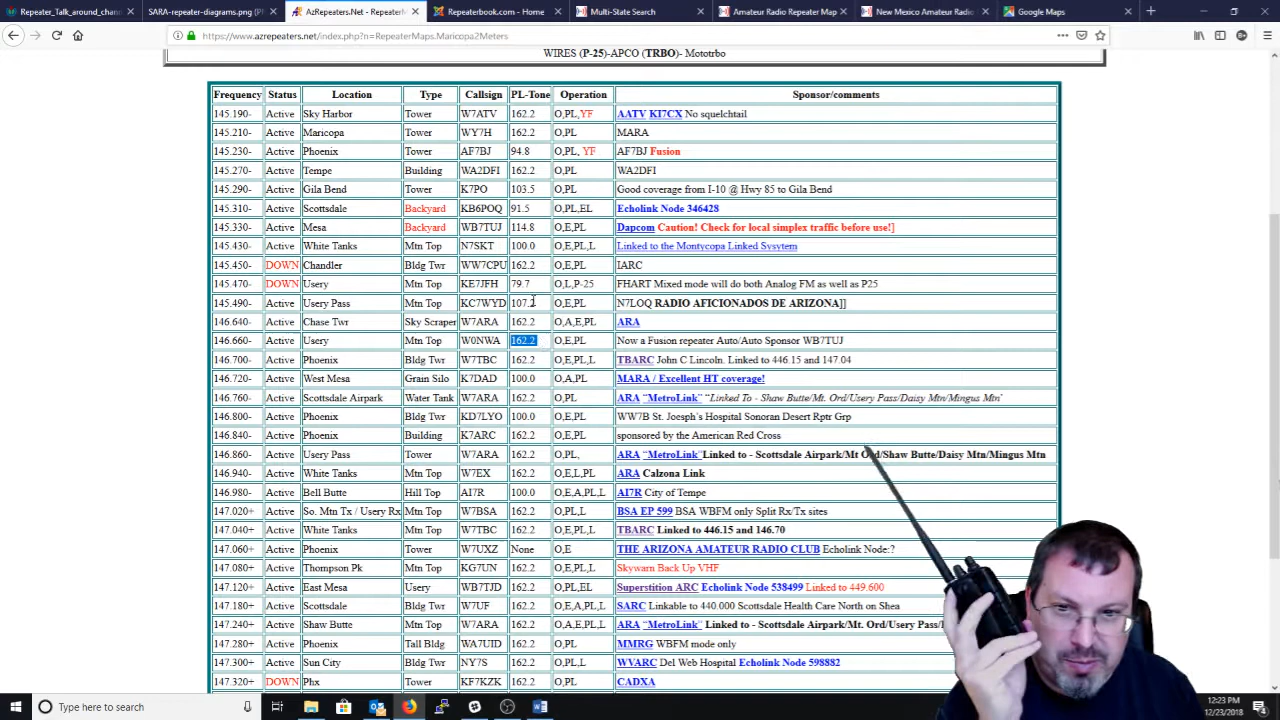 Repeater_Talk_around_chan
SARA-repeater-diagrams.png (Pn
AzRepeaters.Net - RepeaterM
Repeaterbook.com - Home
Multi-State Search
Amateur Radio Repeater Map
New Mexico Amateur Radio
Google Maps
https://www.azrepeaters.net/index.php?n=RepeaterMaps.Maricopa2Meters
WIRES (P-25)-APCO (TRBO)- Mototrbo
Frequency Status Location Type Callsign PL-Tone Operation Sponsor/comments
145.190- Active Sky Harbor Tower W7ATV 162.2 O,PL,YF AATV KI7CX No squelchtail
145.210- Active Maricopa Tower WY7H 162.2 O,PL MARA
145.230- Active Phoenix Tower AF7BJ 94.8 O,PL, YF AF7BJ Fusion
145.270- Active Tempe Building WA2DFI 162.2 O,PL WA2DFI
145.290- Active Gila Bend Tower K7PO 103.5 O,PL Good coverage from I-10 @ Hwy 85 to Gila Bend
145.310- Active Scottsdale Backyard KB6POQ 91.5 O,PL,EL Echolink Node 346428
145.330- Active Mesa Backyard WB7TUJ 114.8 O,E,PL Dapcom Caution! Check for local simplex traffic before use!]
145.430- Active White Tanks Mtn Top N7SKT 100.0 O,E,PL,L Linked to the Montycopa Linked Sysytem
145.450- DOWN Chandler Bldg Twr WW7CPU 162.2 O,E,PL IARC
145.470- DOWN Usery Mtn Top KE7JFH 79.7 O,L,P-25 FHART Mixed mode will do both Analog FM as well as P25
145.490- Active Usery Pass Mtn Top KC7WYD 107.2 O,E,PL N7LOQ RADIO AFICIONADOS DE ARIZONA]]
146.640- Active Chase Twr Sky Scraper W7ARA 162.2 O,A,E,PL ARA
146.660- Active Usery Mtn Top W0NWA 162.2 O,E,PL Now a Fusion repeater Auto/Auto Sponsor WB7TUJ
146.700- Active Phoenix Bldg Twr W7TBC 162.2 O,E,PL,L TBARC John C Lincoln. Linked to 446.15 and 147.04
146.720- Active West Mesa Grain Silo K7DAD 100.0 O,A,PL MARA / Excellent HT coverage!
146.760- Active Scottsdale Airpark Water Tank W7ARA 162.2 O,PL ARA "MetroLink" "Linked To - Shaw Butte/Mt. Ord/Usery Pass/Daisy Mtn/Mingus Mtn'
146.800- Active Phoenix Bldg Twr KD7LYO 100.0 O,E,PL WW7B St. Joesph's Hospital Sonoran Desert Rptr Grp
146.840- Active Phoenix Building K7ARC 162.2 O,E,PL sponsored by the American Red Cross
146.860- Active Usery Pass Mtn Top W7ARA 162.2 O,PL, ARA "MetroLink"Linked to - Scottsdale Airpark/Mt Ord/Shaw Butte/Daisy Mtn/Mingus Mtn
146.940- Active White Tanks Mtn Top W7EX 162.2 O,E,L,PL ARA Calzona Link
146.980- Active Bell Butte Hill Top AI7R 100.0 O,E,A,PL,L AI7R City of Tempe
147.020+ Active So. Mtn Tx / Usery Rx Mtn Top W7BSA 162.2 O,PL,L BSA EP 599 BSA WBFM only Split Rx/Tx sites
147.040+ Active White Tanks Mtn Top W7TBC 162.2 O,E,PL,L TBARC Linked to 446.15 and 146.70
147.060+ Active Phoenix Tower W7UXZ None O,E THE ARIZONA AMATEUR RADIO CLUB Echolink Node:?
147.080+ Active Thompson Pk Mtn Top KG7UN 162.2 O,E,PL,L Skywarn Back Up VHF
147.120+ Active East Mesa Usery WB7TJD 162.2 O,E,PL,EL Superstition ARC Echolink Node 538499 Linked to 449.600
147.180+ Active Scottsdale Bldg Twr W7UF 162.2 O,E,A,PL,L SARC Linkable to 440.000 Scottsdale Health Care North on Shea
147.240+ Active Shaw Butte Mtn Top W7ARA 162.2 O,A,E,PL,L ARA "MetroLink" Linked to - Scottsdale Airpark/Mt. Ord/Usery Pass/
147.280+ Active Phoenix Tall Bldg WA7UID 162.2 O,PL MMRG WBFM mode only
147.300+ Active Sun City Bldg Twr NY7S 162.2 O,PL,L WVARC Del Web Hospital Echolink Node 598882
147.320+ DOWN Phx Tower KF7KZK 162.2 O,PL CADXA
Type here to search
12:23 PM
12/23/2018